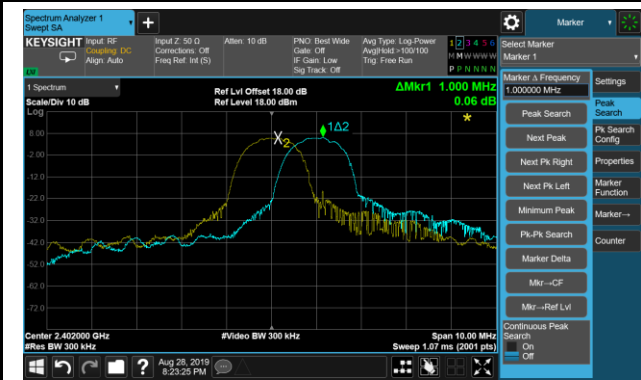 Spectrum Analyzer 1
Swept SA
+
Marker
KEYSIGHT Input: RF
Coupling: DC
Align: Auto
Input Z: 50 Ω
Corrections: Off
Freq Ref: Int (S)
Atten: 10 dB
PNO: Best Wide
Gate: Off
IF Gain: Low
Sig Track: Off
Avg Type: Log-Power
Avg|Hold >100/100
Trig: Free Run
1 2 3 4 5 6
M M W W W W
P P N N N N
LW
Select Marker
Marker 1
1 Spectrum
Scale/Div 10 dB
Ref Lvl Offset 18.00 dB
Ref Level 18.00 dBm
ΔMkr1 1.000 MHz
0.06 dB
Log
*
8.00
-2.00
-12.0
-22.0
-32.0
-42.0
-52.0
-62.0
-72.0
X2
1Δ2
Center 2.402000 GHz
#Res BW 300 kHz
#Video BW 300 kHz
Span 10.00 MHz
Sweep 1.07 ms (2001 pts)
Marker Δ Frequency
1.000000 MHz
Peak Search
Next Peak
Next Pk Right
Next Pk Left
Minimum Peak
Pk-Pk Search
Marker Delta
Mkr→CF
Mkr→Ref Lvl
Continuous Peak
Search
On
Off
Settings
Peak
Search
Pk Search
Config
Properties
Marker
Function
Marker→
Counter
?
Aug 28, 2019
8:23:25 PM